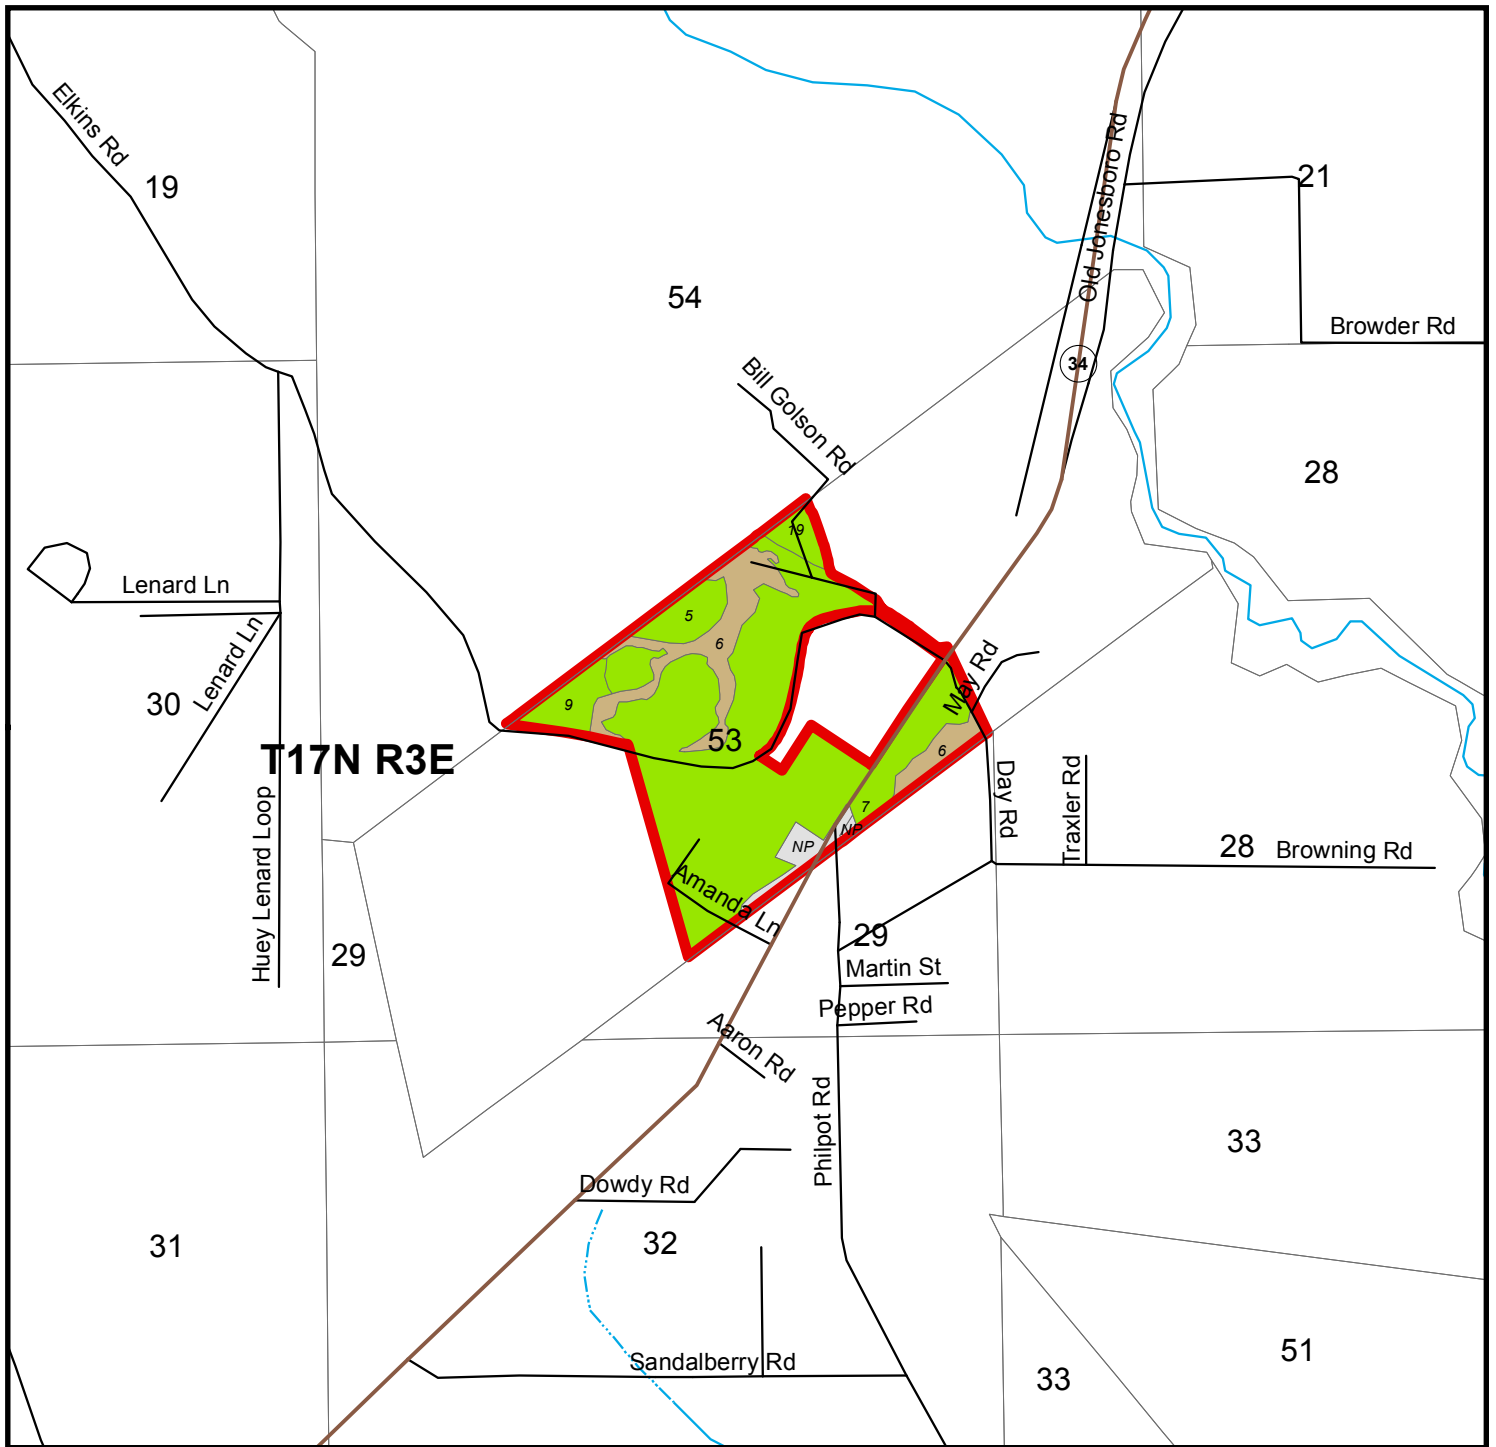 Elkins Rd
19
21
Old Jonesboro Rd
54
Browder Rd
34
Bill Golson Rd
28
19
Lenard Ln
5
6
Lenard Ln
30
9
May Rd
53
6
T17N R3E
Huey Lenard Loop
Day Rd
Traxler Rd
7
NP
NP
28
Browning Rd
Amanda Ln
29
29
Martin St
Pepper Rd
Aaron Rd
Philpot Rd
33
Dowdy Rd
31
32
Sandalberry Rd
51
33